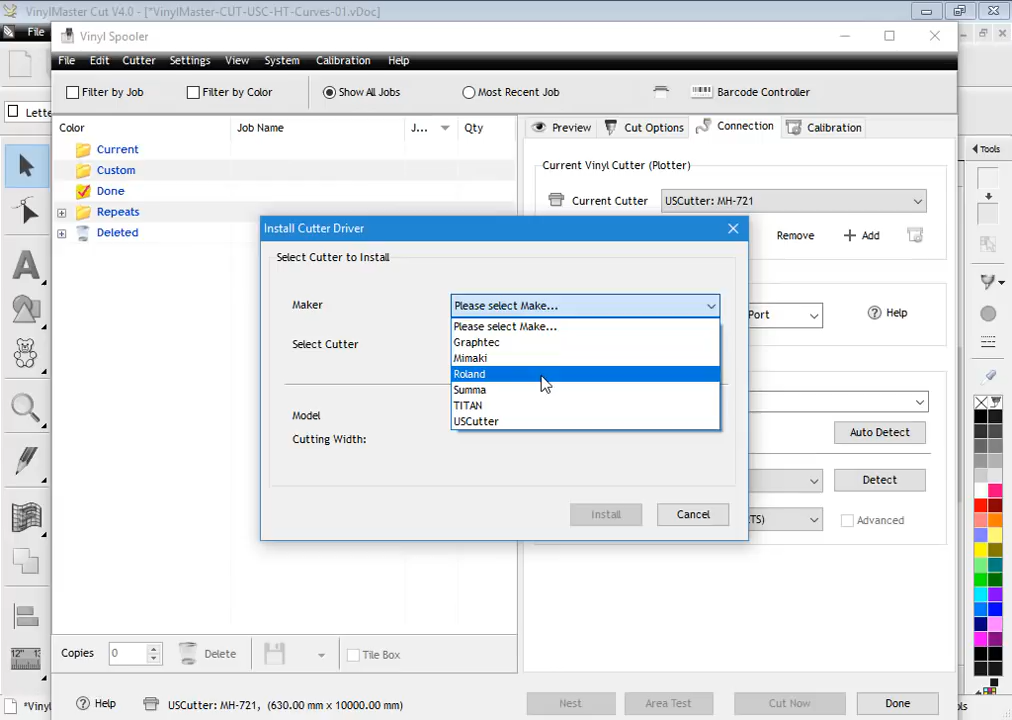 VinylMaster Cut V4.0 - [*VinylMaster-CUT-USC-HT-Curves-01.vDoc]
File
Vinyl Spooler
File Edit Cutter Settings View System Calibration Help
Filter by Job Filter by Color Show All Jobs Most Recent Job Barcode Controller
Lette
Color Job Name J... Qty
Preview Cut Options Connection Calibration
Tools
Current
Custom
Done
Repeats
Deleted
Current Vinyl Cutter (Plotter)
Current Cutter USCutter: MH-721
Remove Add
Port Help
Auto Detect
Detect
TS) Advanced
Install Cutter Driver
Select Cutter to Install
Maker Please select Make...
Please select Make...
Graphtec
Mimaki
Roland
Summa
TITAN
USCutter
Select Cutter
Model
Cutting Width:
Install Cancel
Copies 0 Delete Tile Box
12"
*Vinyl
Help USCutter: MH-721, (630.00 mm x 10000.00 mm)
Nest Area Test Cut Now Done
ols